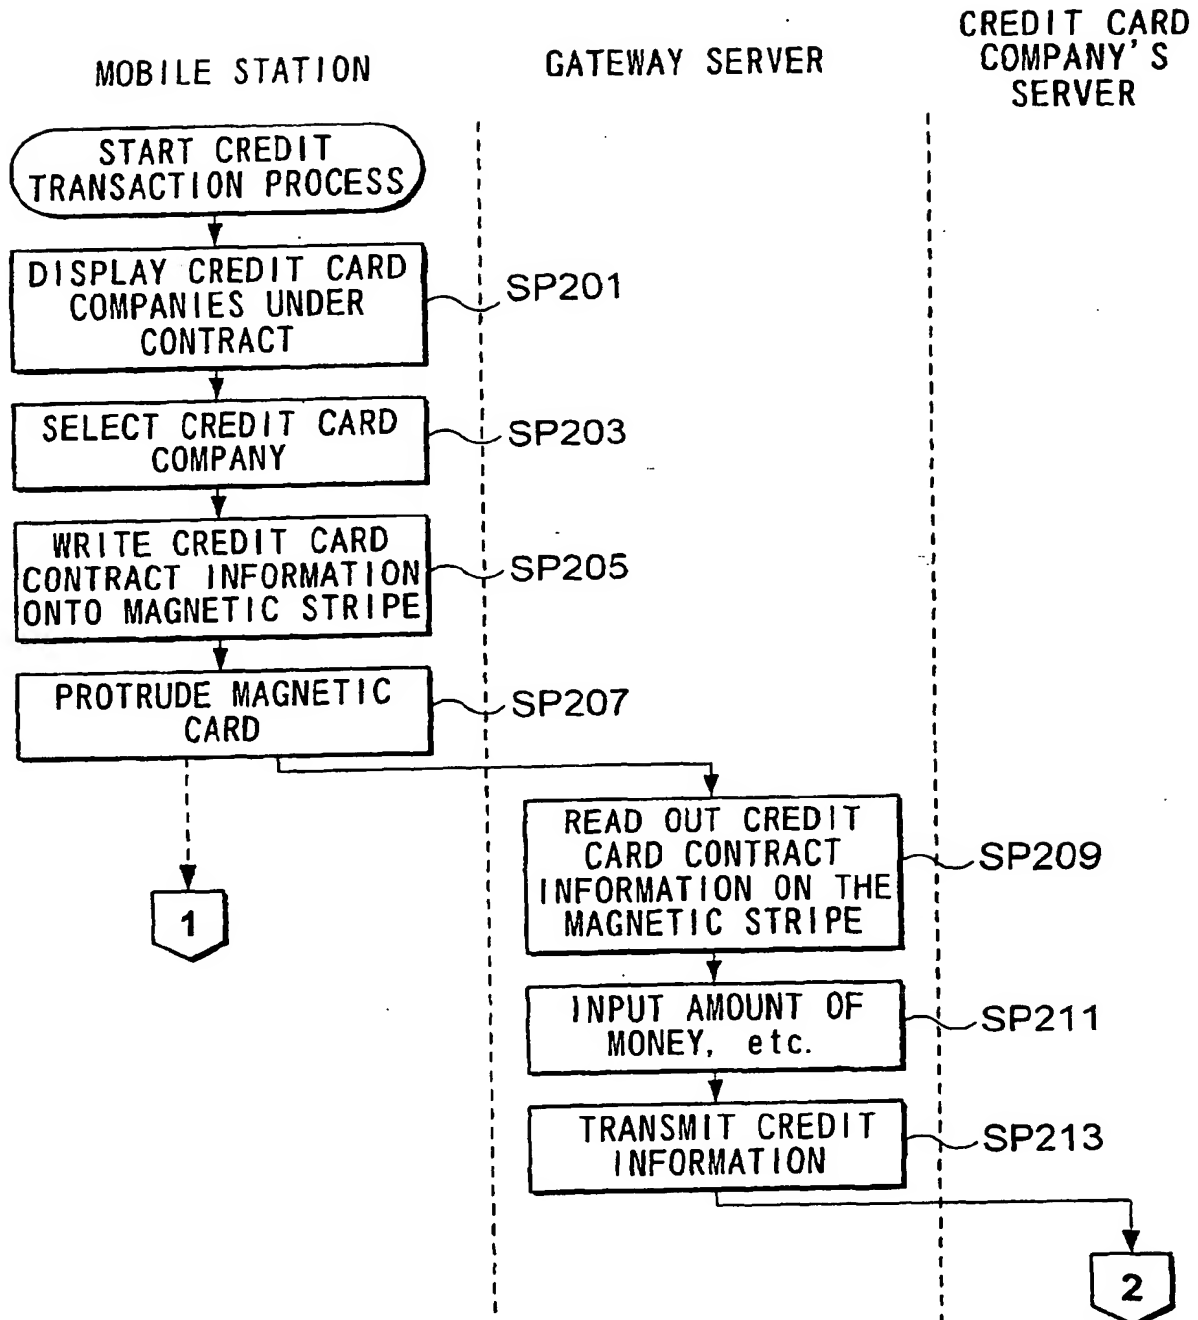 MOBILE STATION
GATEWAY SERVER
CREDIT CARD
COMPANY'S
SERVER
START CREDIT
TRANSACTION PROCESS
DISPLAY CREDIT CARD
COMPANIES UNDER
CONTRACT
SP201
SELECT CREDIT CARD
COMPANY
SP203
WRITE CREDIT CARD
CONTRACT INFORMATION
ONTO MAGNETIC STRIPE
SP205
PROTRUDE MAGNETIC
CARD
SP207
1
READ OUT CREDIT
CARD CONTRACT
INFORMATION ON THE
MAGNETIC STRIPE
SP209
INPUT AMOUNT OF
MONEY, etc.
SP211
TRANSMIT CREDIT
INFORMATION
SP213
2